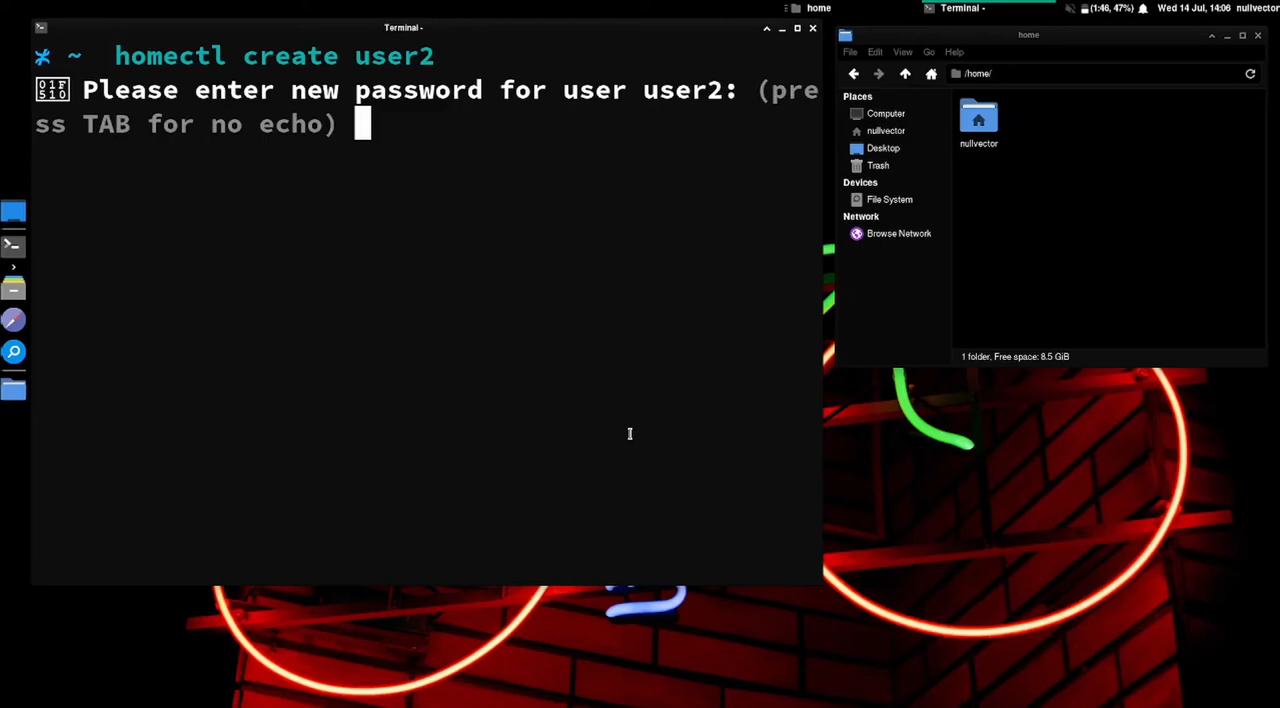 home
Terminal -
(1:46, 47%)
Wed 14 Jul, 14:06
nullvector
Terminal -
~ homectl create user2
01F
510
Please enter new password for user user2: (pre
ss TAB for no echo)
home
File Edit View Go Help
/home/
Places
Computer
nullvector
Desktop
Trash
Devices
File System
Network
Browse Network
nullvector
1 folder, Free space: 8.5 GiB